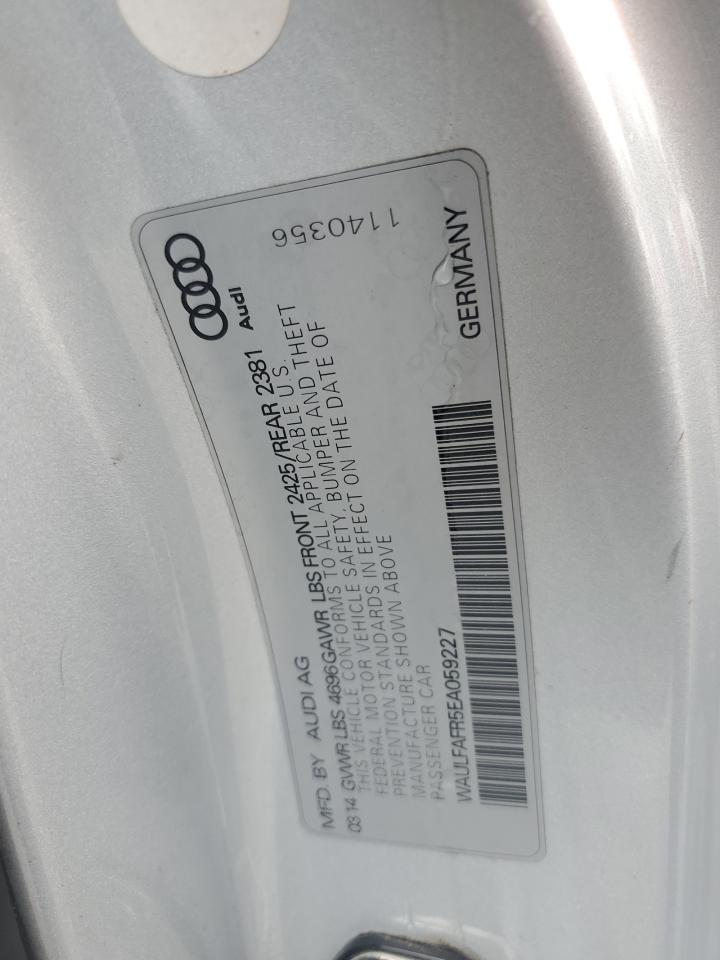 MFD. BY AUDI AG
03 14 GVWR LBS 4696 GAWR LBS FRONT 2425/REAR 2381
THIS VEHICLE CONFORMS TO ALL APPLICABLE U.S.
FEDERAL MOTOR VEHICLE SAFETY, BUMPER AND THEFT
PREVENTION STANDARDS IN EFFECT ON THE DATE OF
MANUFACTURE SHOWN ABOVE
PASSENGER CAR
WAULFAFR5EA059227
Audi
1140356
GERMANY